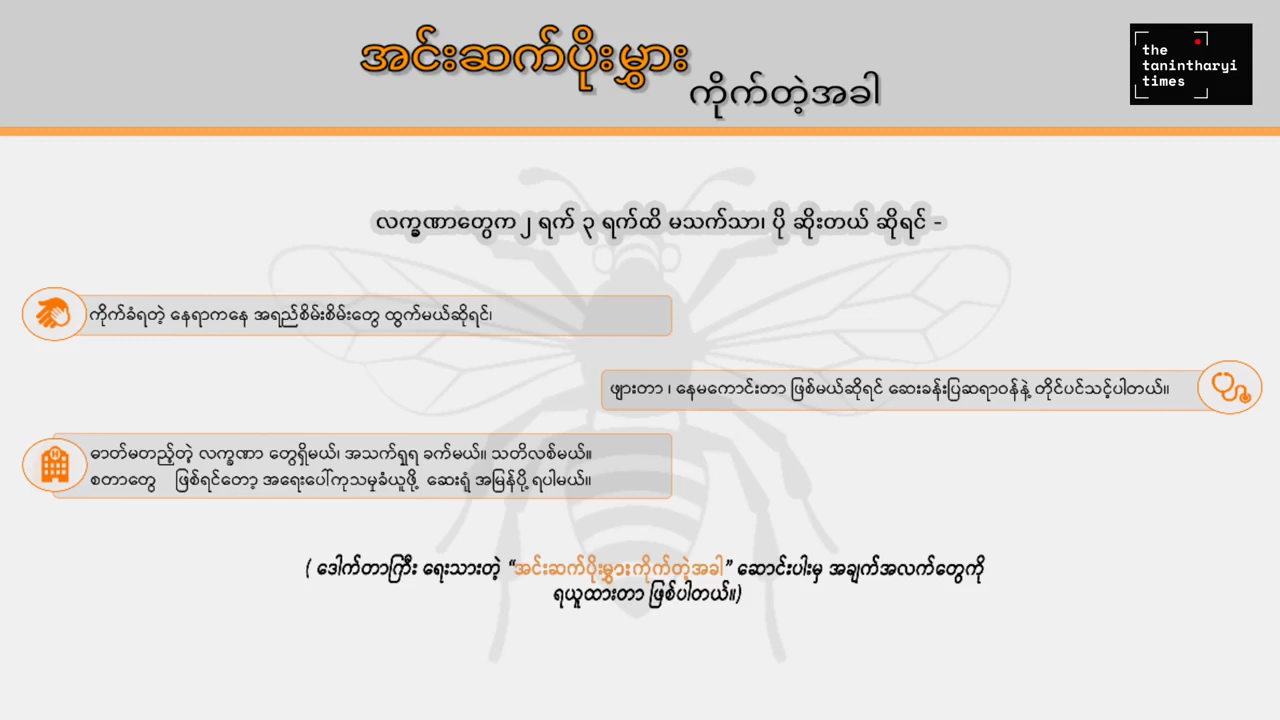 အင်းဆက်ပိုးမွှား
ကိုက်တဲ့အခါ
the
tanintharyi
times
လက္ခဏာတွေက ၂ ရက် ၃ ရက်ထိ မသက်သာ၊ ပို ဆိုးတယ် ဆိုရင် -
ကိုက်ခံရတဲ့ နေရာကနေ အရည်စိမ်းစိမ်းတွေ ထွက်မယ်ဆိုရင်၊
ဖျားတာ ၊ နေမကောင်းတာ ဖြစ်မယ်ဆိုရင် ဆေးခန်းပြဆရာဝန်နဲ့ တိုင်ပင်သင့်ပါတယ်။
ဓာတ်မတည့်တဲ့ လက္ခဏာ တွေရှိမယ်၊ အသက်ရှူရ ခက်မယ်။ သတိလစ်မယ်။
စတာတွေ ဖြစ်ရင်တော့ အရေးပေါ်ကုသမှုခံယူဖို့ ဆေးရုံ အမြန်ပို့ ရပါမယ်။
( ဒေါက်တာကြီး ရေးသားတဲ့ “အင်းဆက်ပိုးမွှားကိုက်တဲ့အခါ” ဆောင်းပါးမှ အချက်အလက်တွေကို
ရယူထားတာ ဖြစ်ပါတယ်။)